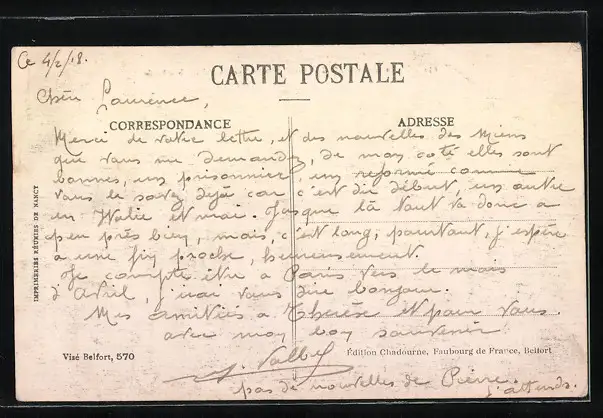 Ce 4/2/18.
CARTE POSTALE
Chère Laurence,
CORRESPONDANCE
ADRESSE
Merci de votre lettre, et des nouvelles des miens
que vous me demandez, de mon coté elles sont
bonnes, un prisonnier, un reformé comme
vous le savez dejà car c'est du début, un autre
en Italie et moi. Jusque là tout va donc a
peu près bien, mais, c'est long, pourtant, j'espère
a une fin proche, heureusement.
Je compte être a Paris vers le mois
d'Avril, j'irai vous dire bonjour.
Mes amitiées a Thérèse et pour vous
avec mon bon souvenir
Visé Belfort, 570
Édition Chadourne, Faubourg de France, Belfort
pas de nouvelles de Pierre.
j'attends.
IMPRIMERIES RÉUNIES DE NANCY